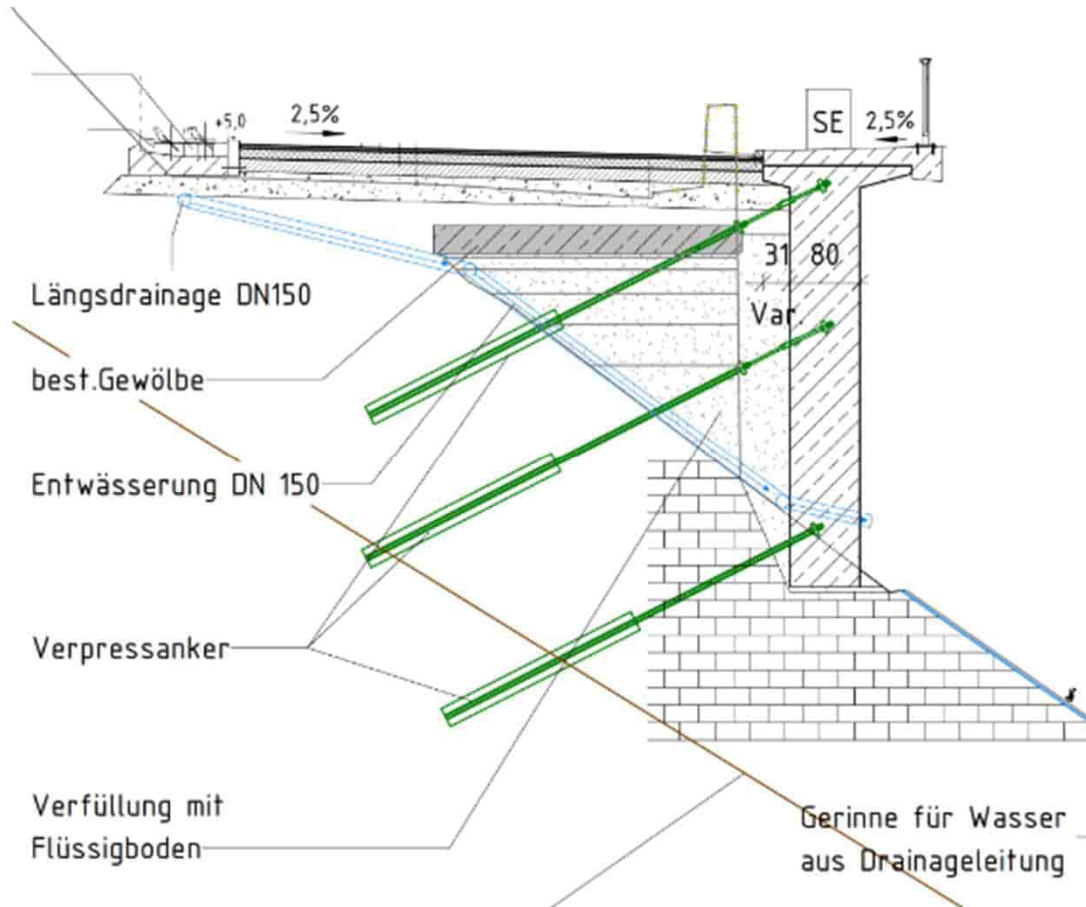 +5,0
2,5%
SE
2,5%
31 80
Var.
Längsdrainage DN150
best.Gewölbe
Entwässerung DN 150
Verpressanker
Verfüllung mit
Flüssigboden
Gerinne für Wasser
aus Drainageleitung